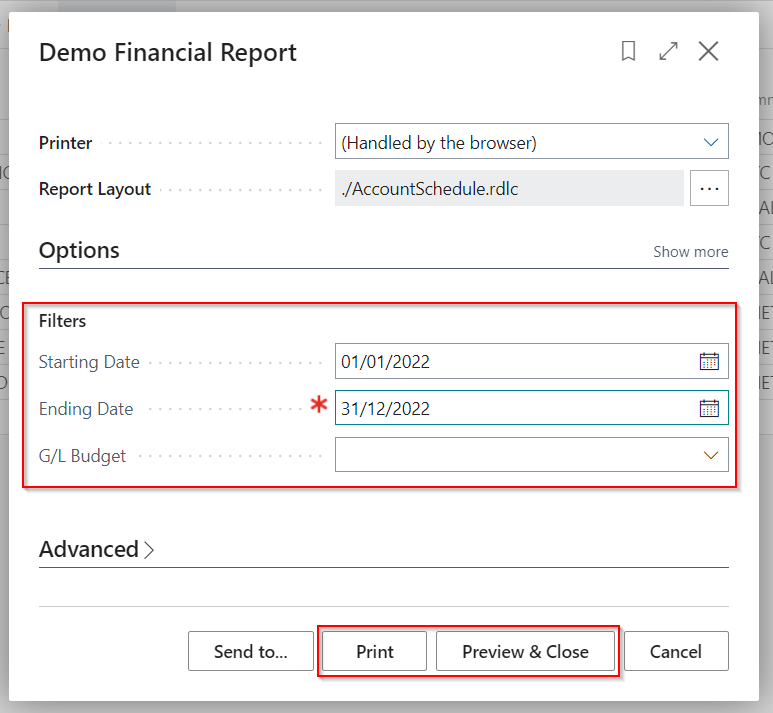 Demo Financial Report
Printer (Handled by the browser)
Report Layout ./AccountSchedule.rdlc ...
Options Show more
Filters
Starting Date 01/01/2022
Ending Date * 31/12/2022
G/L Budget
Advanced >
Send to... Print Preview & Close Cancel